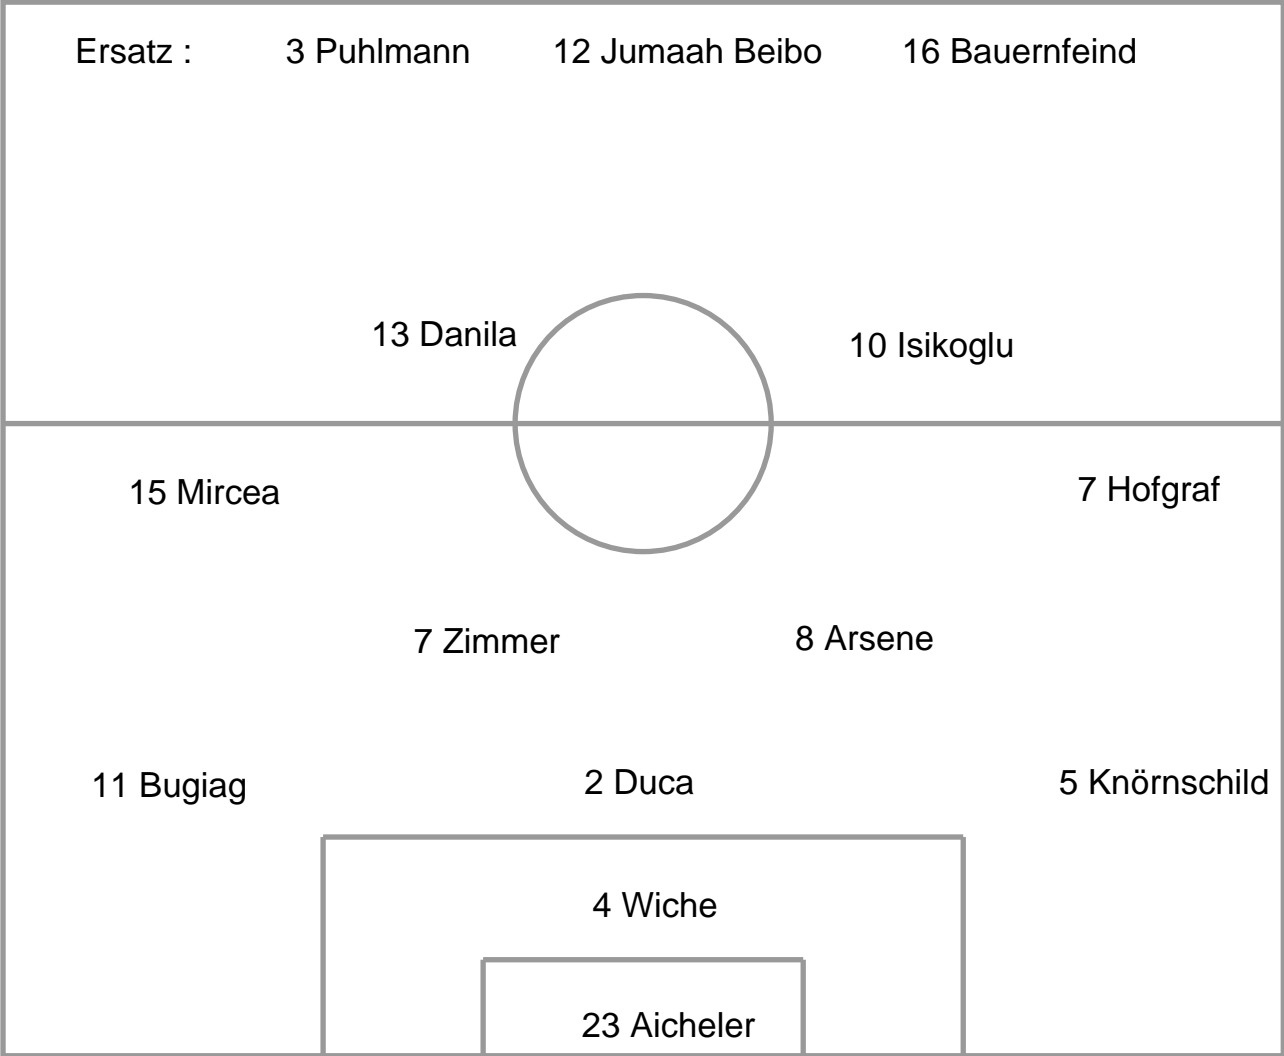 Ersatz : 3 Puhlmann 12 Jumaah Beibo 16 Bauernfeind
13 Danila 10 Isikoglu
15 Mircea 7 Hofgraf
7 Zimmer 8 Arsene
11 Bugiag 2 Duca 5 Knörnschild
4 Wiche
23 Aicheler